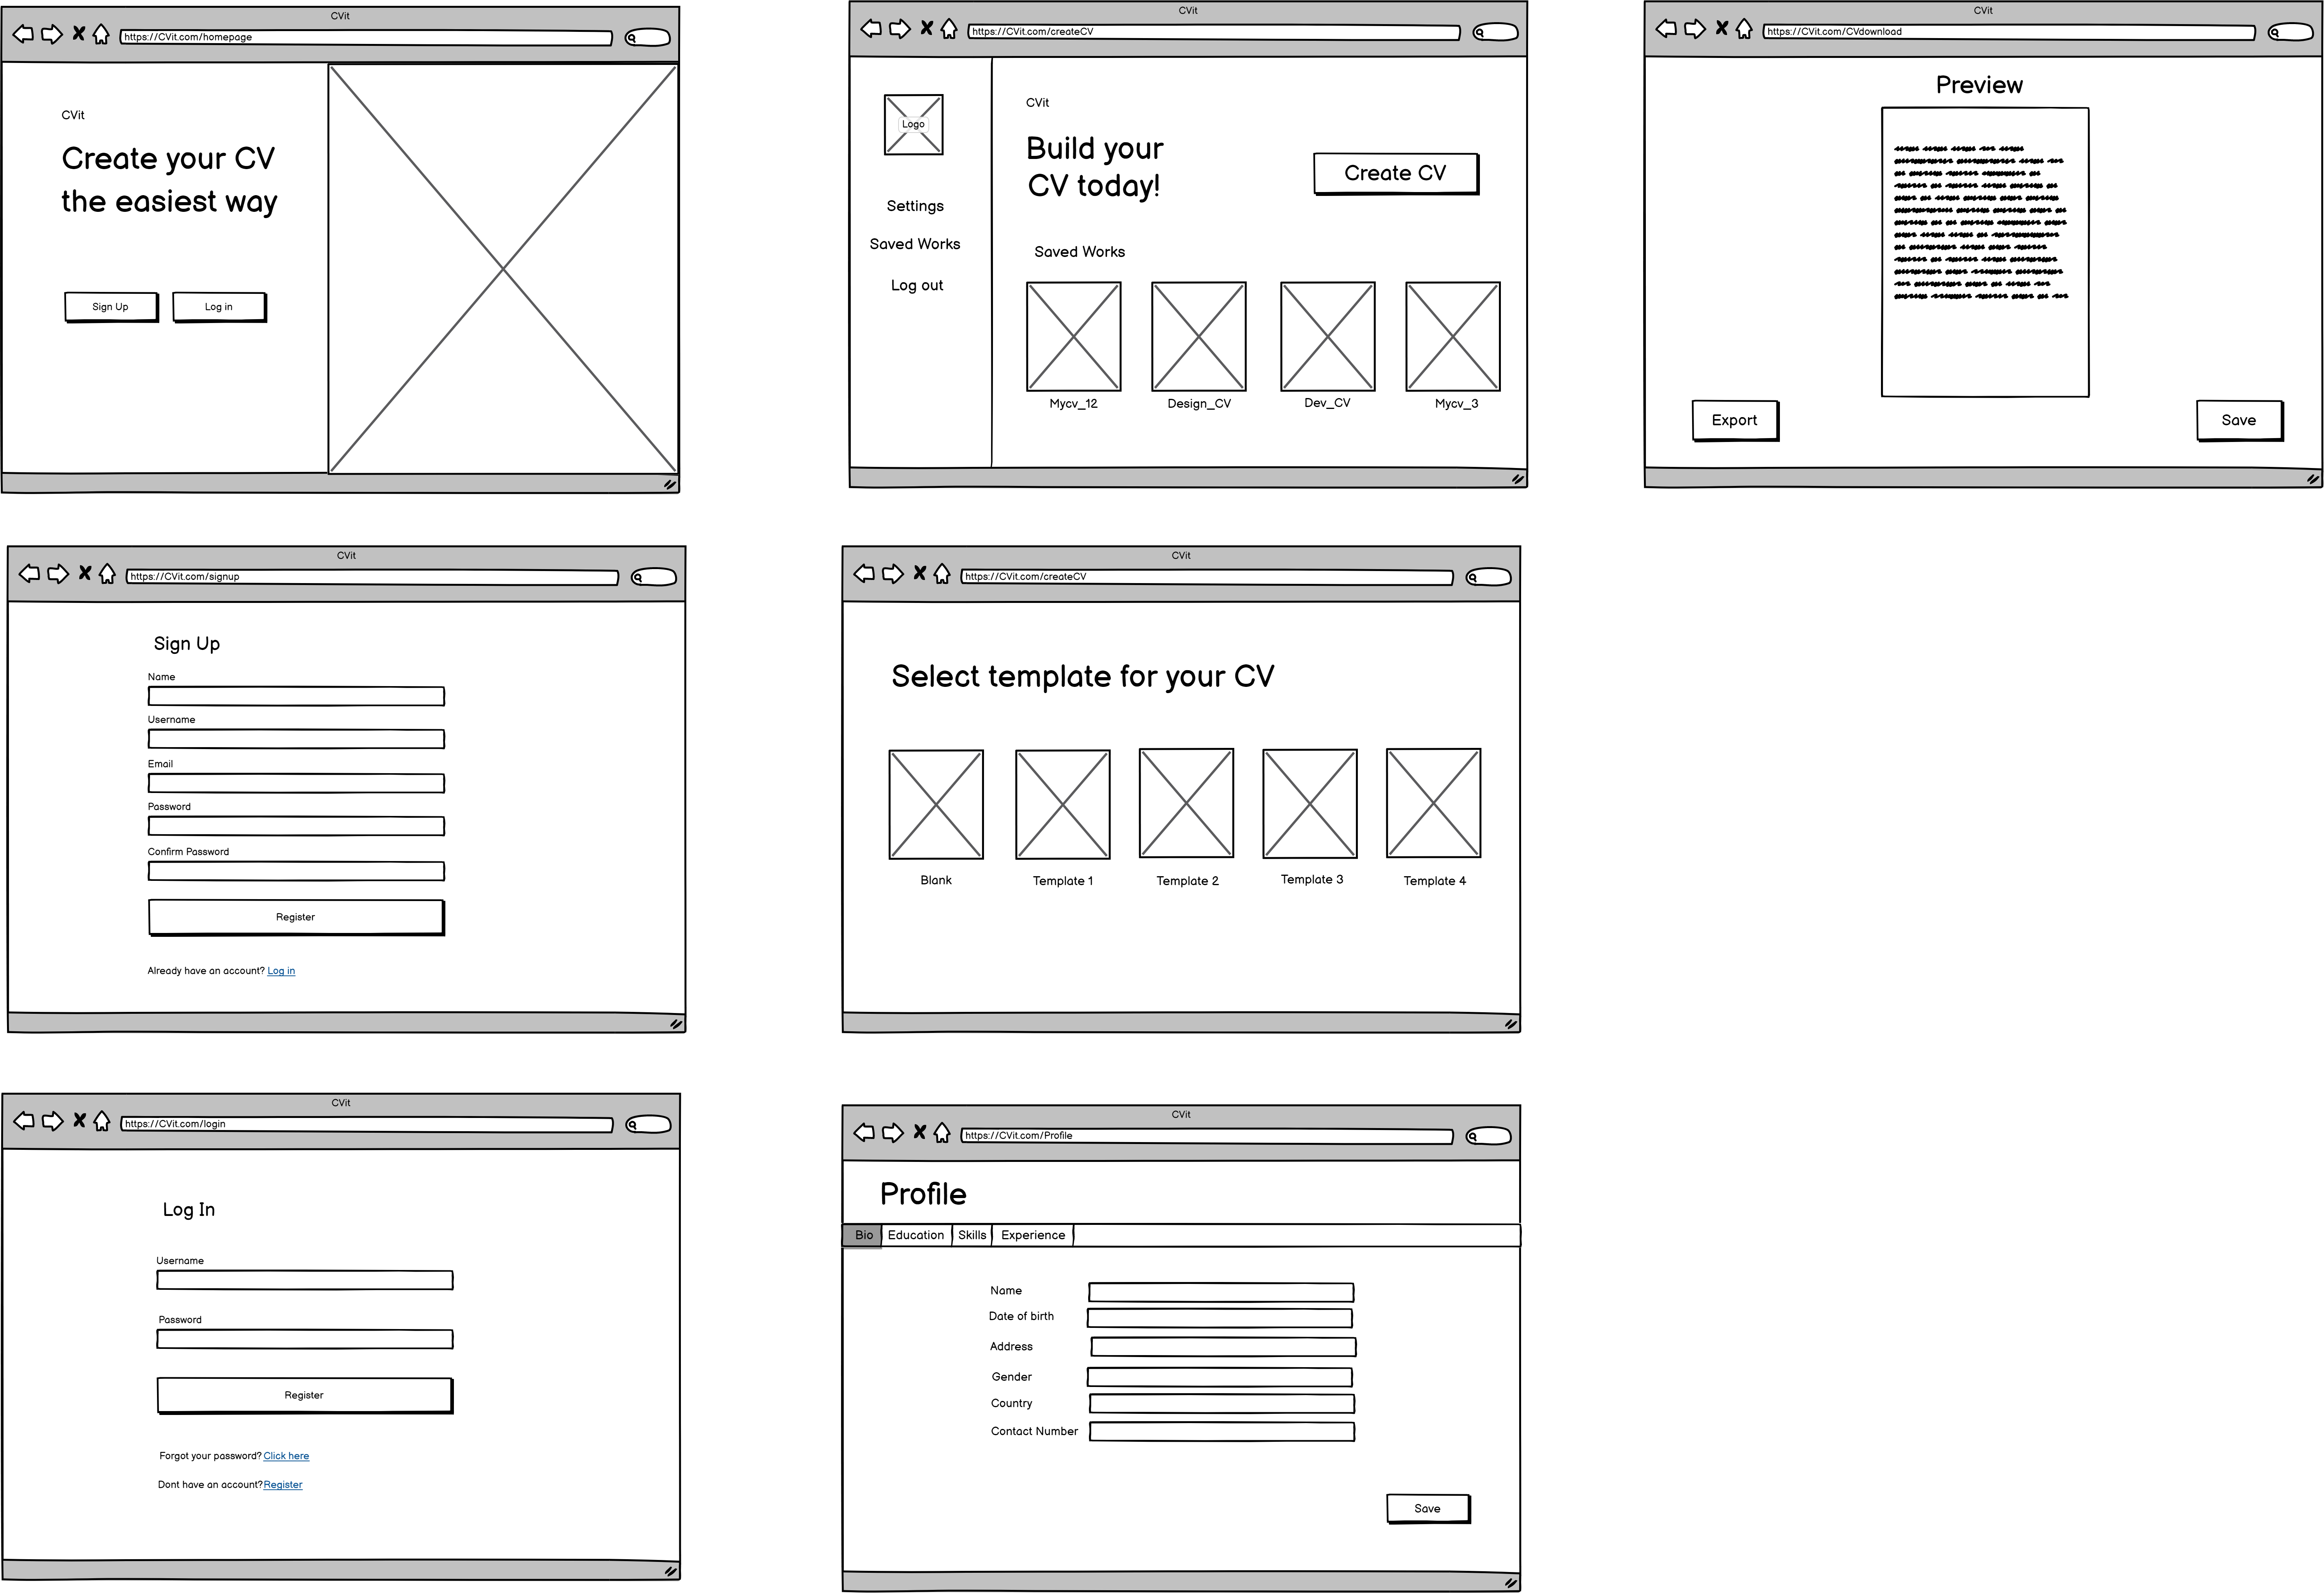 CVit
https://CVit.com/homepage
CVit
Create your CV
the easiest way
Sign Up
Log in
CVit
https://CVit.com/createCV
Logo
Settings
Saved Works
Log out
CVit
Build your
CV today!
Create CV
Saved Works
Mycv_12
Design_CV
Dev_CV
Mycv_3
CVit
https://CVit.com/CVdownload
Preview
Export
Save
CVit
https://CVit.com/signup
Sign Up
Name
Username
Email
Password
Confirm Password
Register
Already have an account? Log in
CVit
https://CVit.com/createCV
Select template for your CV
Blank
Template 1
Template 2
Template 3
Template 4
CVit
https://CVit.com/login
Log In
Username
Password
Register
Forgot your password? Click here
Dont have an account? Register
CVit
https://CVit.com/Profile
Profile
Bio
Education
Skills
Experience
Name
Date of birth
Address
Gender
Country
Contact Number
Save